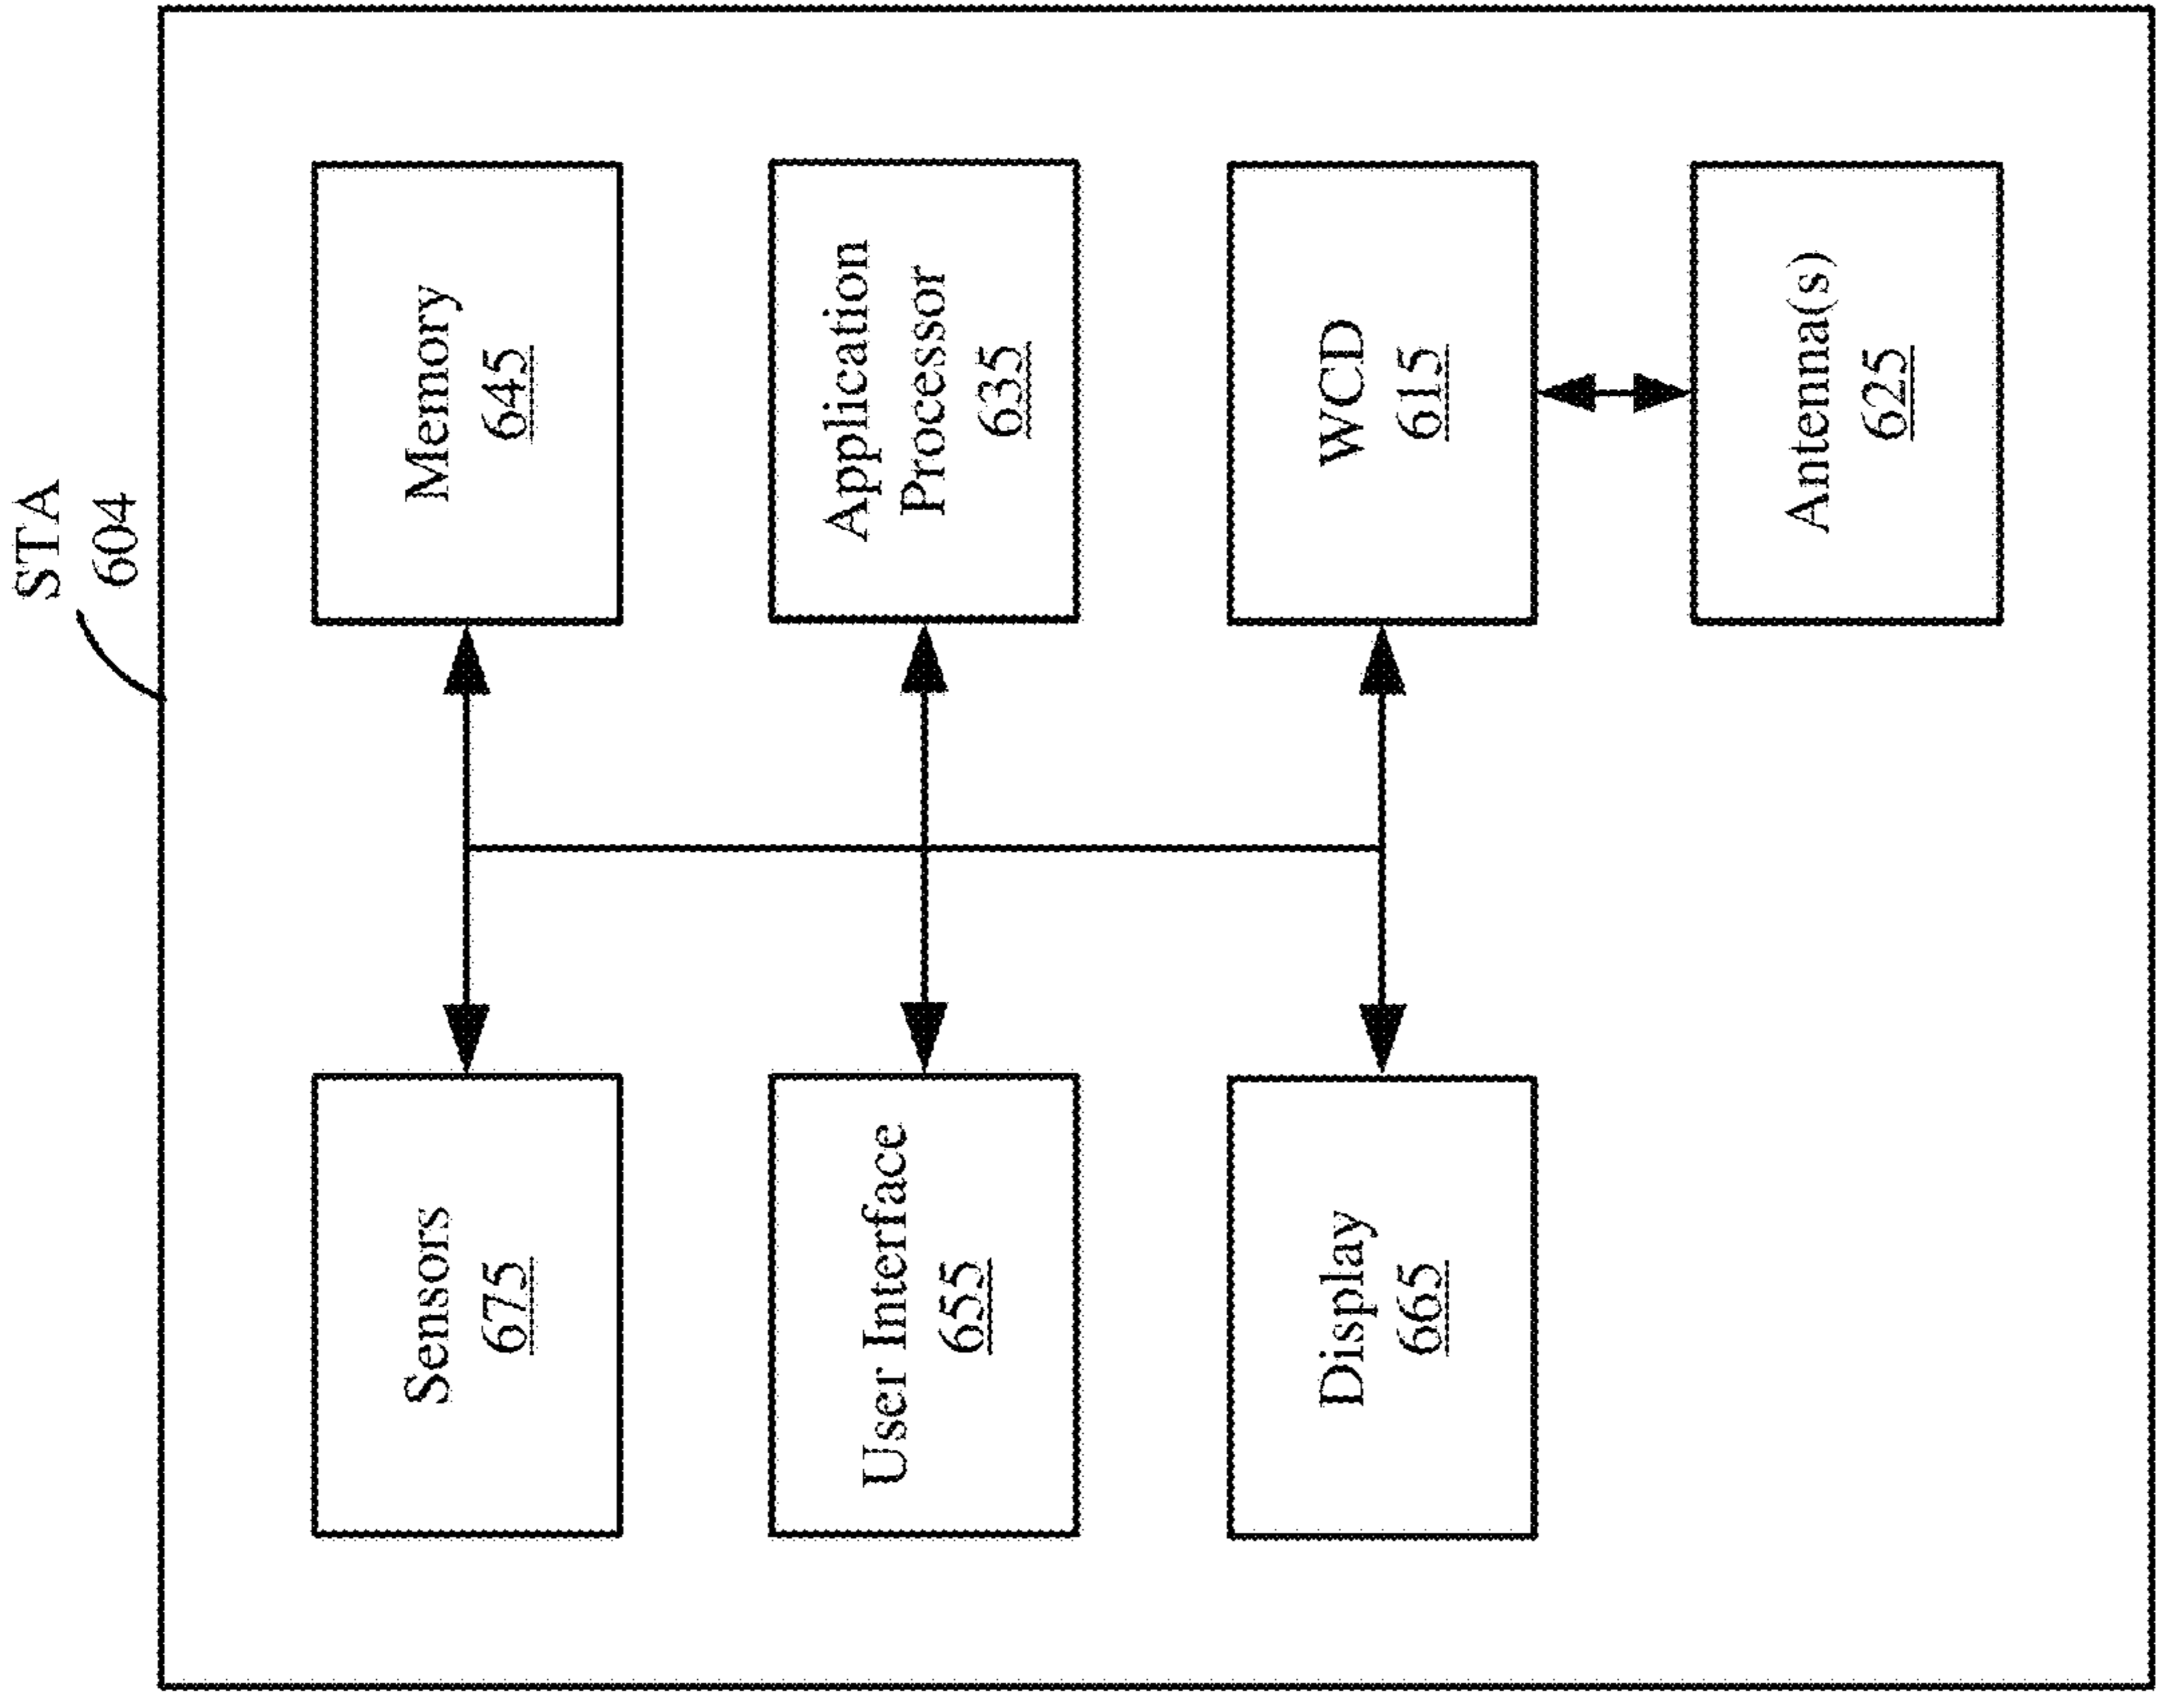 STA
604
Sensors
675
Memory
645
User Interface
655
Application
Processor
635
Display
665
WCD
615
Antenna(s)
625